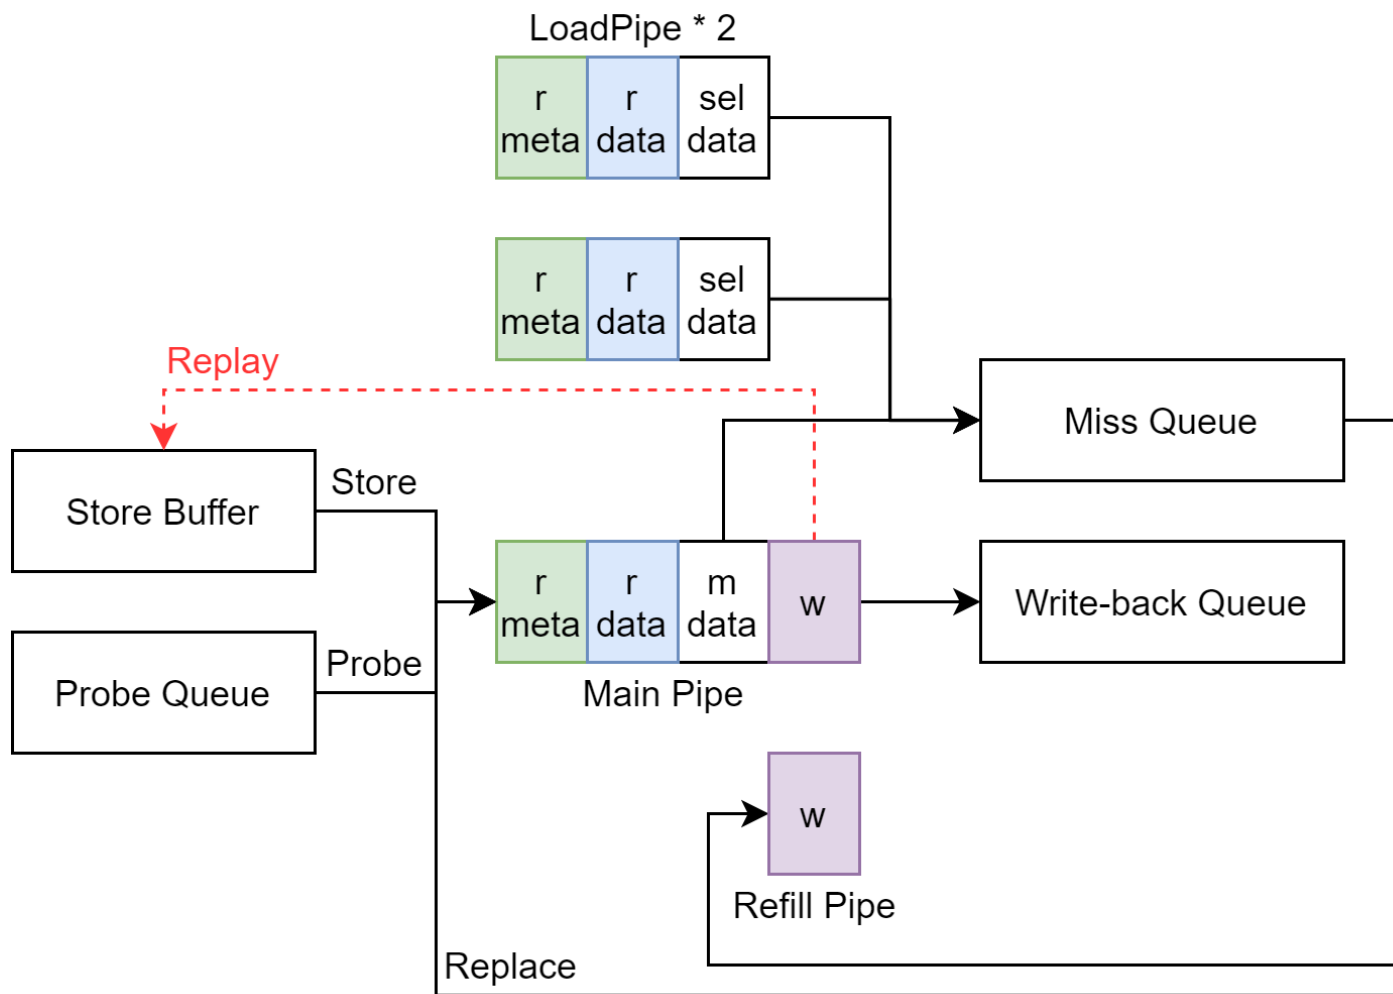 LoadPipe * 2
r
meta
r
data
sel
data
r
meta
r
data
sel
data
Replay
Miss Queue
Store Buffer
Store
Probe Queue
Probe
r
meta
r
data
m
data
w
Main Pipe
Write-back Queue
w
Refill Pipe
Replace